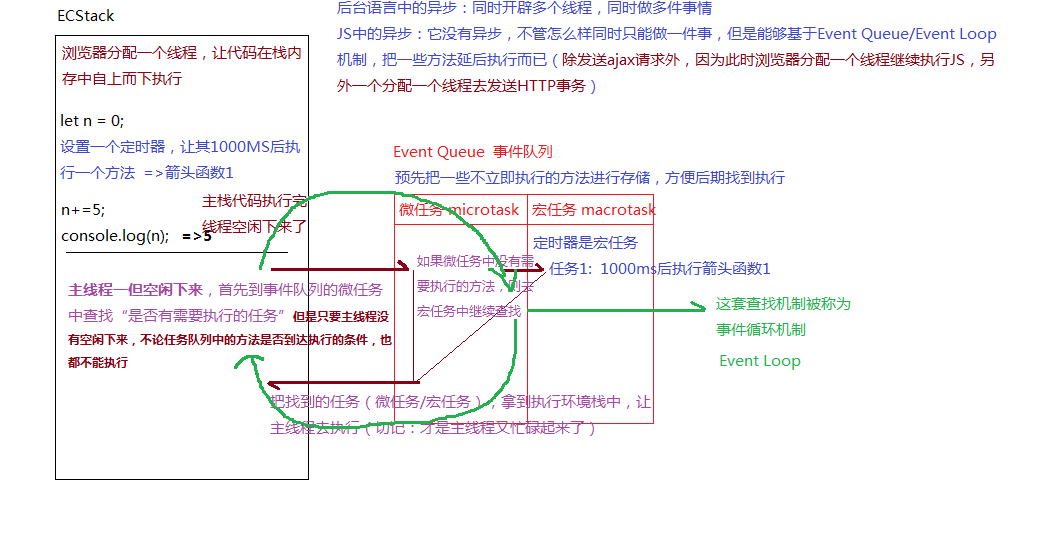 后台语言中的异步：同时开辟多个线程，同时做多件事情
JS中的异步：它没有异步，不管怎么样同时只能做一件事，但是能够基于Event Queue/Event Loop
机制，把一些方法延后执行而已（除发送ajax请求外，因为此时浏览器分配一个线程继续执行JS，另
外一个分配一个线程去发送HTTP事务）
ECStack
浏览器分配一个线程，让代码在栈内
存中自上而下执行
let n = 0;
设置一个定时器，让其1000MS后执
行一个方法 =>箭头函数1
n+=5;
console.log(n); =>5
主栈代码执行完
线程空闲下来了
主线程一但空闲下来，首先到事件队列的微任务
中查找“是否有需要执行的任务”但是只要主线程没
有空闲下来，不论任务队列中的方法是否到达执行的条件，也
都不能执行
Event Queue 事件队列
预先把一些不立即执行的方法进行存储，方便后期找到执行
微任务 microtask
宏任务 macrotask
如果微任务中没有需
要执行的方法，则去
宏任务中继续查找
定时器是宏任务
任务1: 1000ms后执行箭头函数1
这套查找机制被称为
事件循环机制
Event Loop
把找到的任务（微任务/宏任务），拿到执行环境栈中，让
主线程去执行（切记：才是主线程又忙碌起来了）